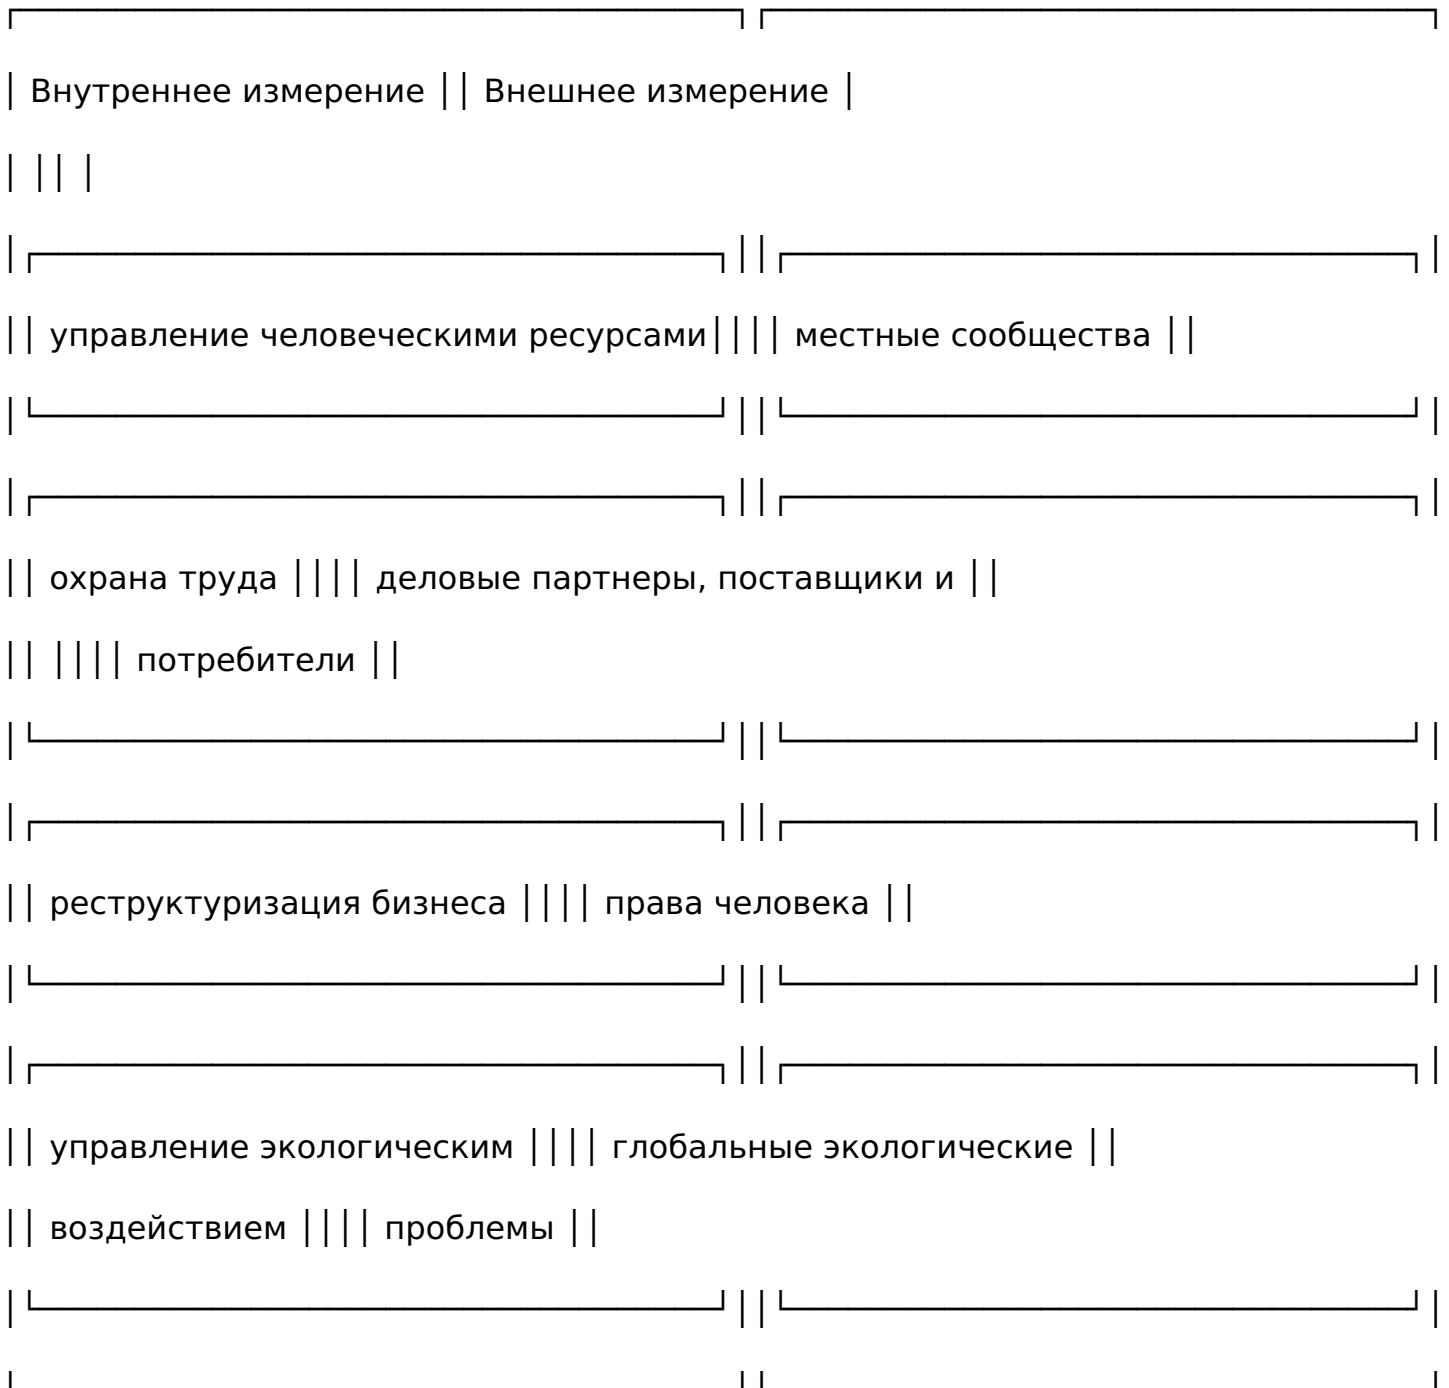 │ Внутреннее измерение ││ Внешнее измерение │
││ управление человеческими ресурсами││││ местные сообщества ││
││ охрана труда ││││ деловые партнеры, поставщики и ││
││ ││││ потребители ││
││ реструктуризация бизнеса ││││ права человека ││
││ управление экологическим ││││ глобальные экологические ││
││ воздействием ││││ проблемы ││